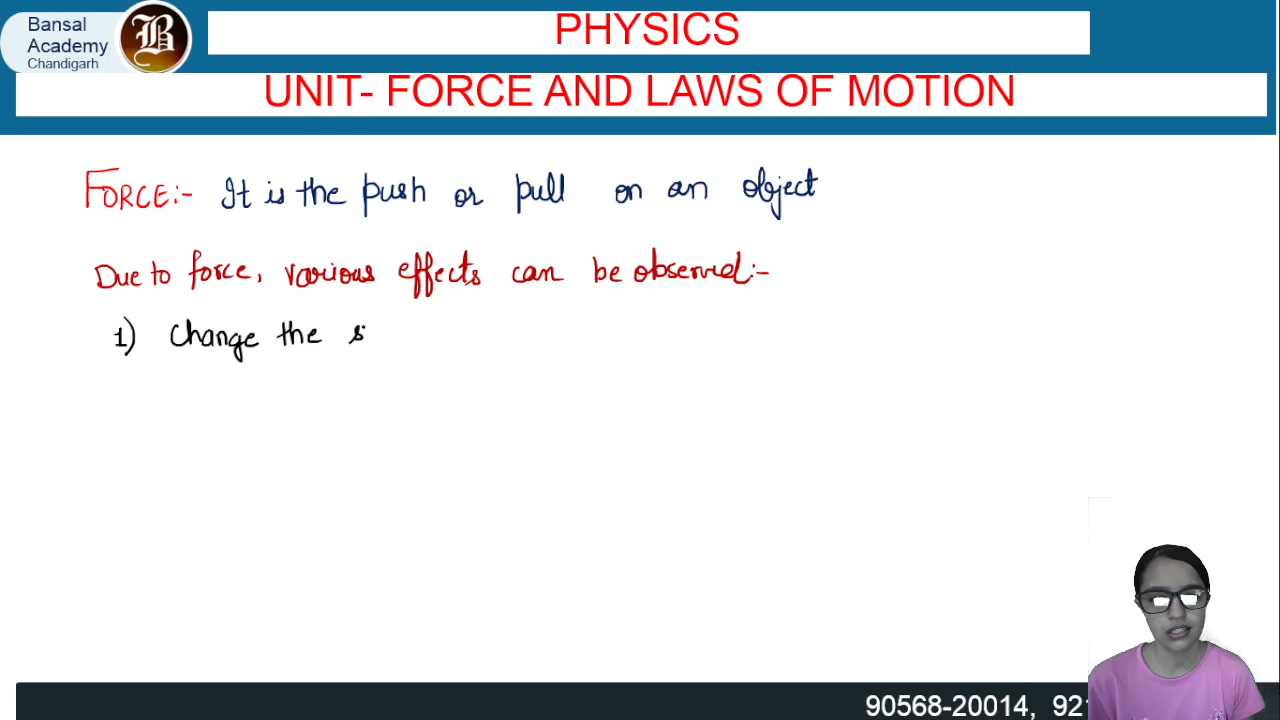 Bansal
Academy
Chandigarh
B
PHYSICS
UNIT- FORCE AND LAWS OF MOTION
FORCE:- It is the push or pull on an object
Due to force, various effects can be observed:-
1) Change the s
90568-20014, 92